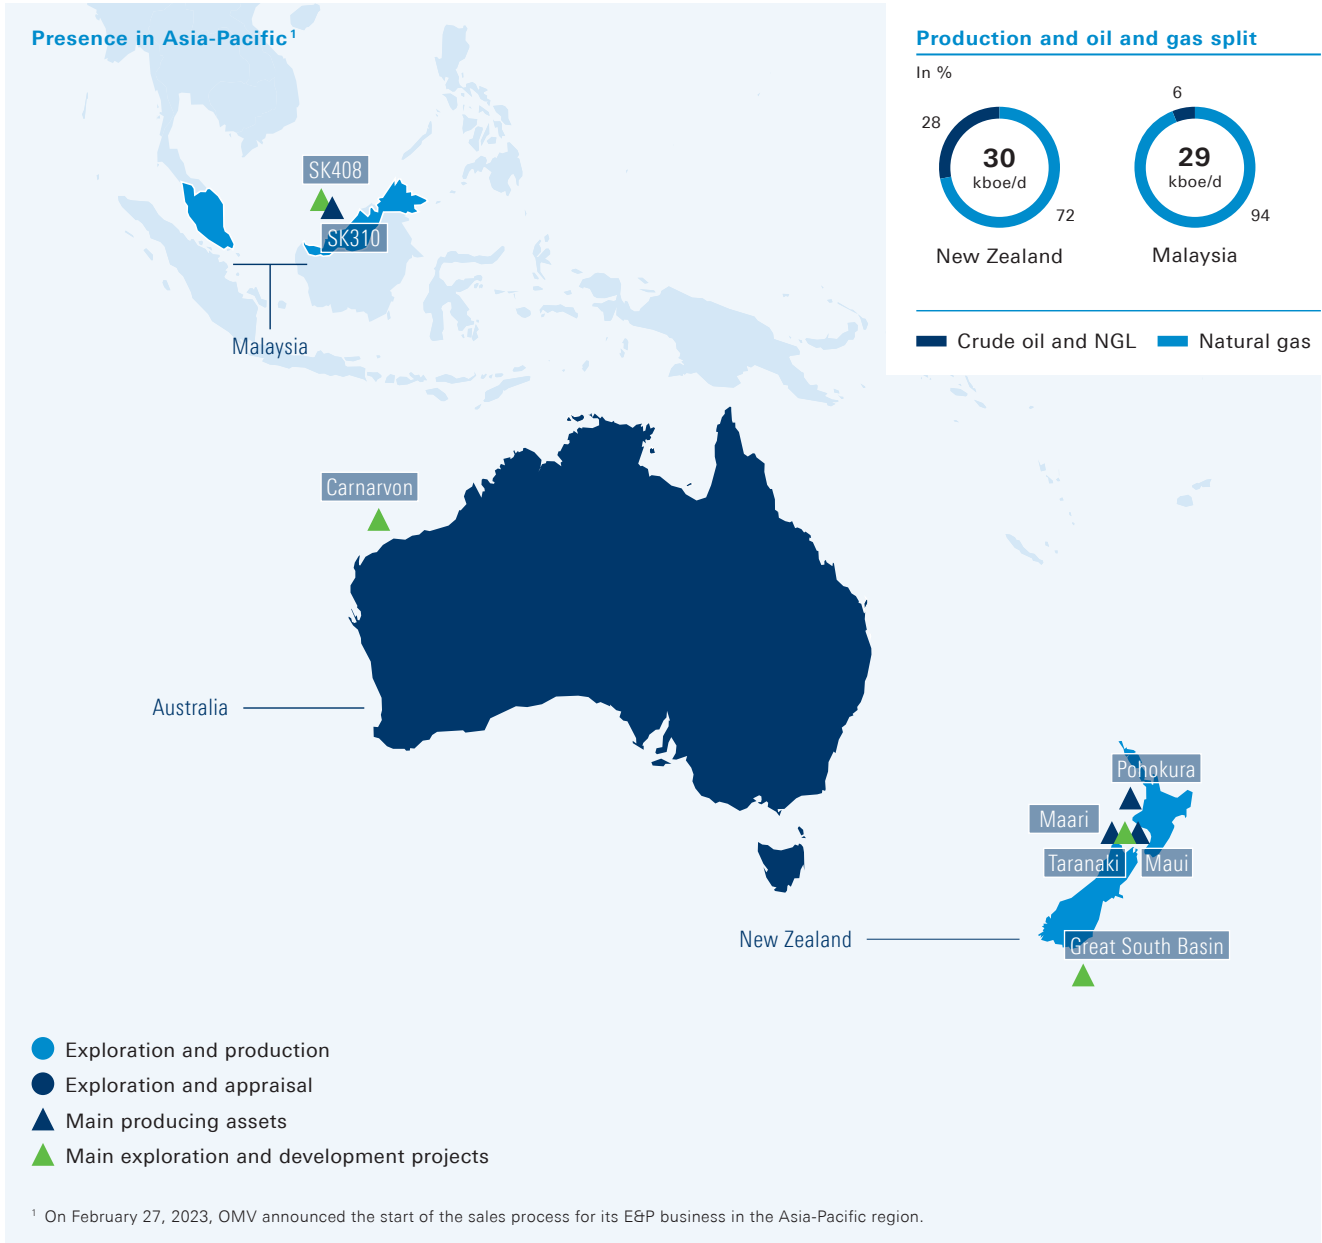 Presence in Asia-Pacific 1
Production and oil and gas split
In %
28
30
kboe/d
72
New Zealand
6
29
kboe/d
94
Malaysia
Crude oil and NGL
Natural gas
SK408
SK310
Malaysia
Carnarvon
Australia
Pohokura
Maari
Taranaki
Maui
New Zealand
Great South Basin
Exploration and production
Exploration and appraisal
Main producing assets
Main exploration and development projects
1 On February 27, 2023, OMV announced the start of the sales process for its E&P business in the Asia-Pacific region.